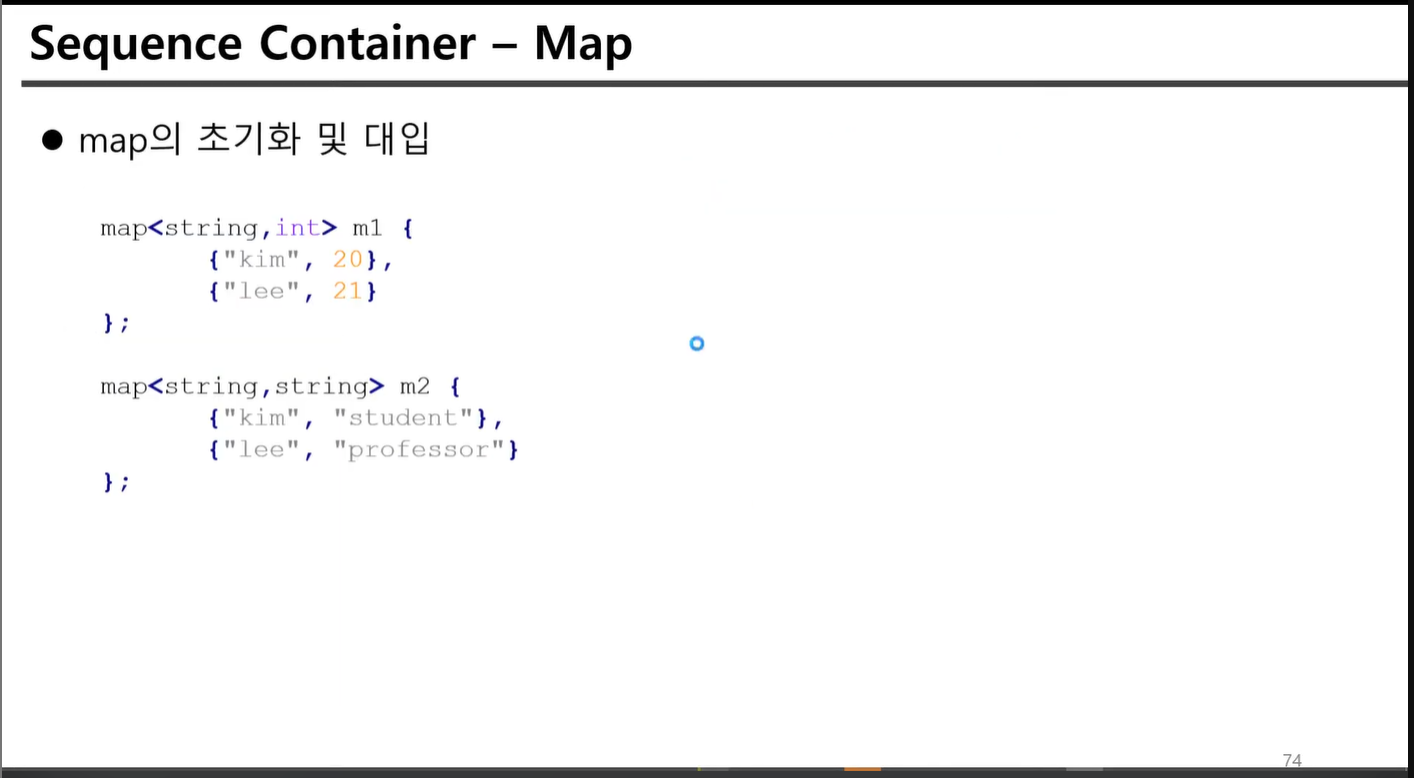 Sequence Container – Map
● map의 초기화 및 대입
map<string,int> m1 {
{"kim", 20},
{"lee", 21}
};
map<string,string> m2 {
{"kim", "student"},
{"lee", "professor"}
};
74